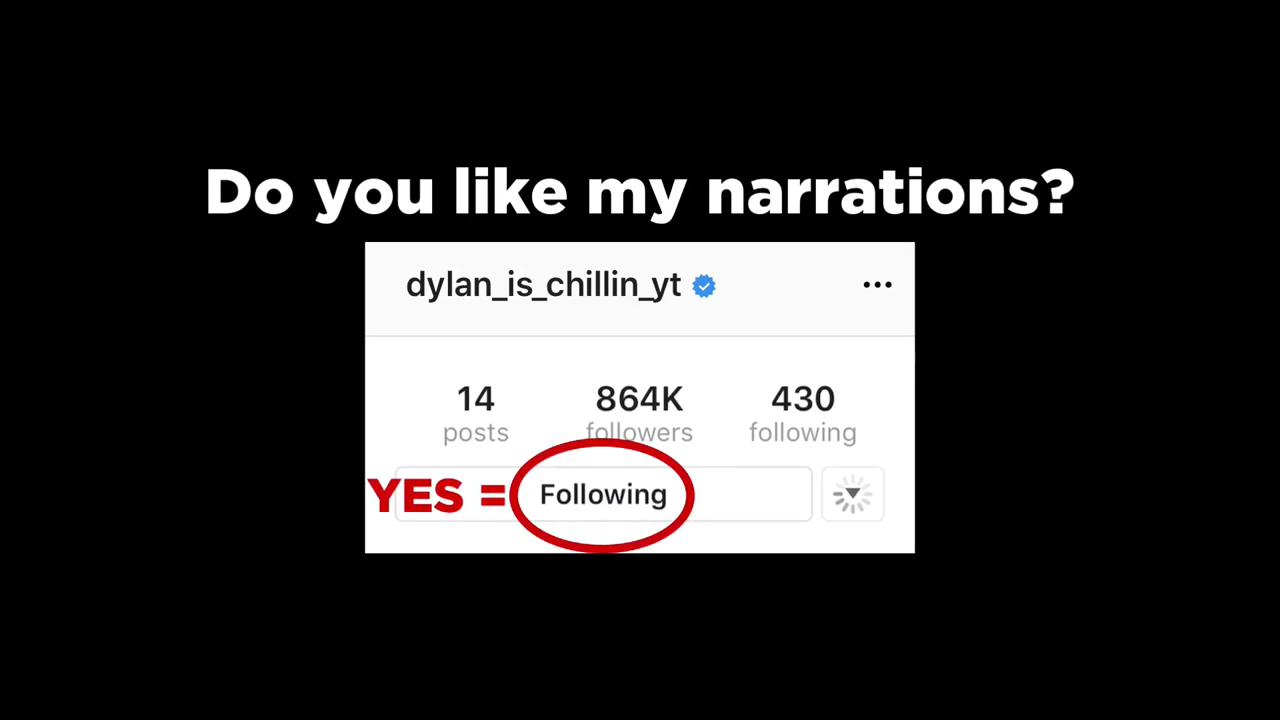 Do you like my narrations?
dylan_is_chillin_yt
14 864K 430
posts followers following
YES = Following